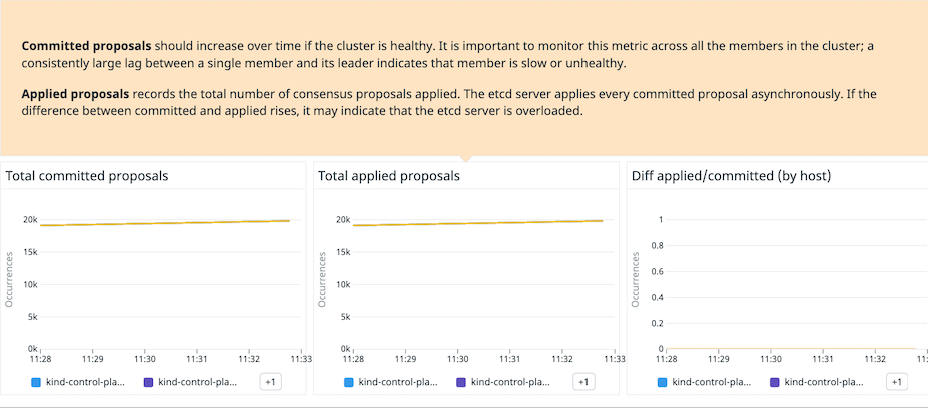 Committed proposals should increase over time if the cluster is healthy. It is important to monitor this metric across all the members in the cluster; a
consistently large lag between a single member and its leader indicates that member is slow or unhealthy.
Applied proposals records the total number of consensus proposals applied. The etcd server applies every committed proposal asynchronously. If the
difference between committed and applied rises, it may indicate that the etcd server is overloaded.
Total committed proposals
Occurrences
20k
15k
10k
5k
0k
11:28 11:29 11:30 11:31 11:32 11:33
kind-control-pla... kind-control-pla... +1
Total applied proposals
Occurrences
20k
15k
10k
5k
0k
11:28 11:29 11:30 11:31 11:32 11:33
kind-control-pla... kind-control-pla... +1
Diff applied/committed (by host)
Occurrences
1
0.8
0.6
0.4
0.2
0
11:28 11:29 11:30 11:31 11:32 11:
kind-control-pla... kind-control-pla... +1